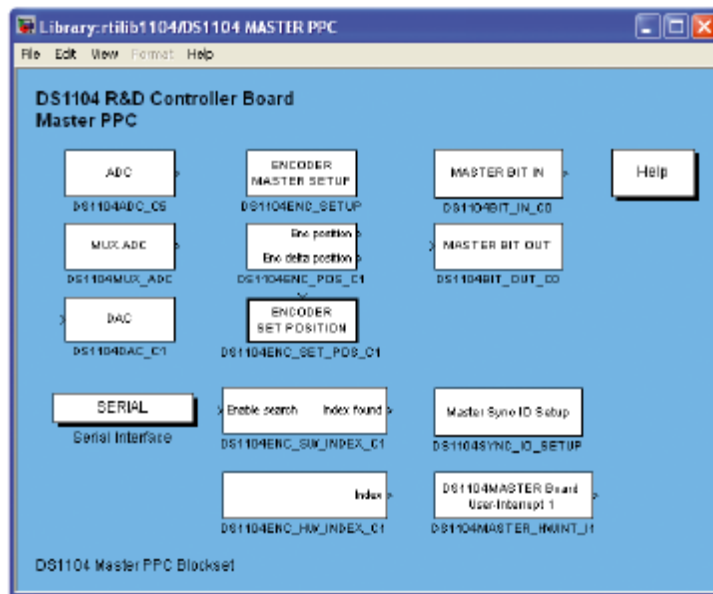 Library:rtilib1104/DS1104 MASTER PPC
File Edit View Format Help
DS1104 R&D Controller Board
Master PPC
ADC
DS1104ADC_C5
ENCODER
MASTER SETUP
DS1104ENC_SETUP
MASTER BIT IN
DS1104BIT_IN_C0
Help
MUX ADC
DS1104MUX_ADC
Enc position
Enc delta position
DS1104ENC_POS_C1
MASTER BIT OUT
DS1104BIT_OUT_C0
DAC
DS1104DAC_C1
ENCODER
SET POSITION
DS1104ENC_SET_POS_C1
SERIAL
Serial Interface
Enable search Index found
DS1104ENC_SW_INDEX_C1
Master Sync IO Setup
DS1104SYNC_IO_SETUP
Index
DS1104ENC_HW_INDEX_C1
DS1104MASTER Board
User-Interrupt 1
DS1104MASTER_HWINT_I1
DS1104 Master PPC Blockset